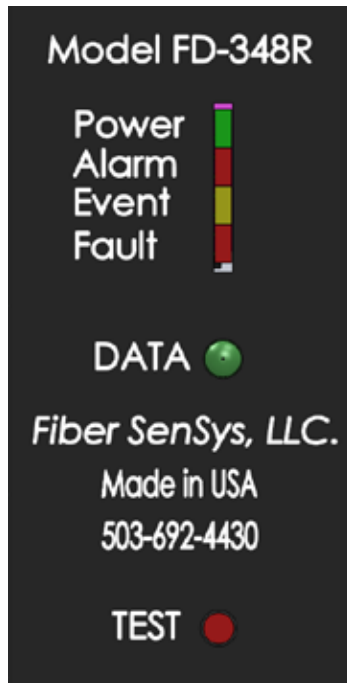 Model FD-348R
Power
Alarm
Event
Fault
DATA
Fiber SenSys, LLC.
Made in USA
503-692-4430
TEST